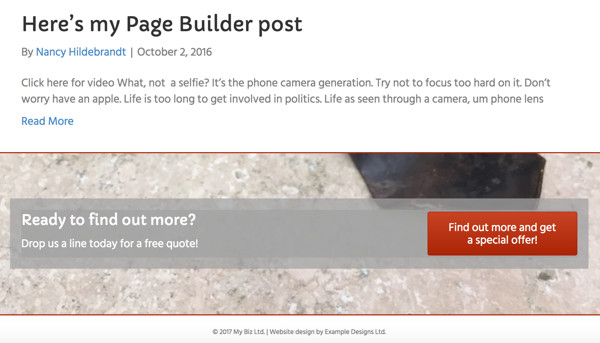 Here's my Page Builder post
By Nancy Hildebrandt | October 2, 2016
Click here for video What, not a selfie? It's the phone camera generation. Try not to focus too hard on it. Don't
worry have an apple. Life is too long to get involved in politics. Life as seen through a camera, um phone lens
Read More
Ready to find out more?
Drop us a line today for a free quote!
Find out more and get
a special offer!
© 2017 My Biz Ltd. | Website design by Example Designs Ltd.